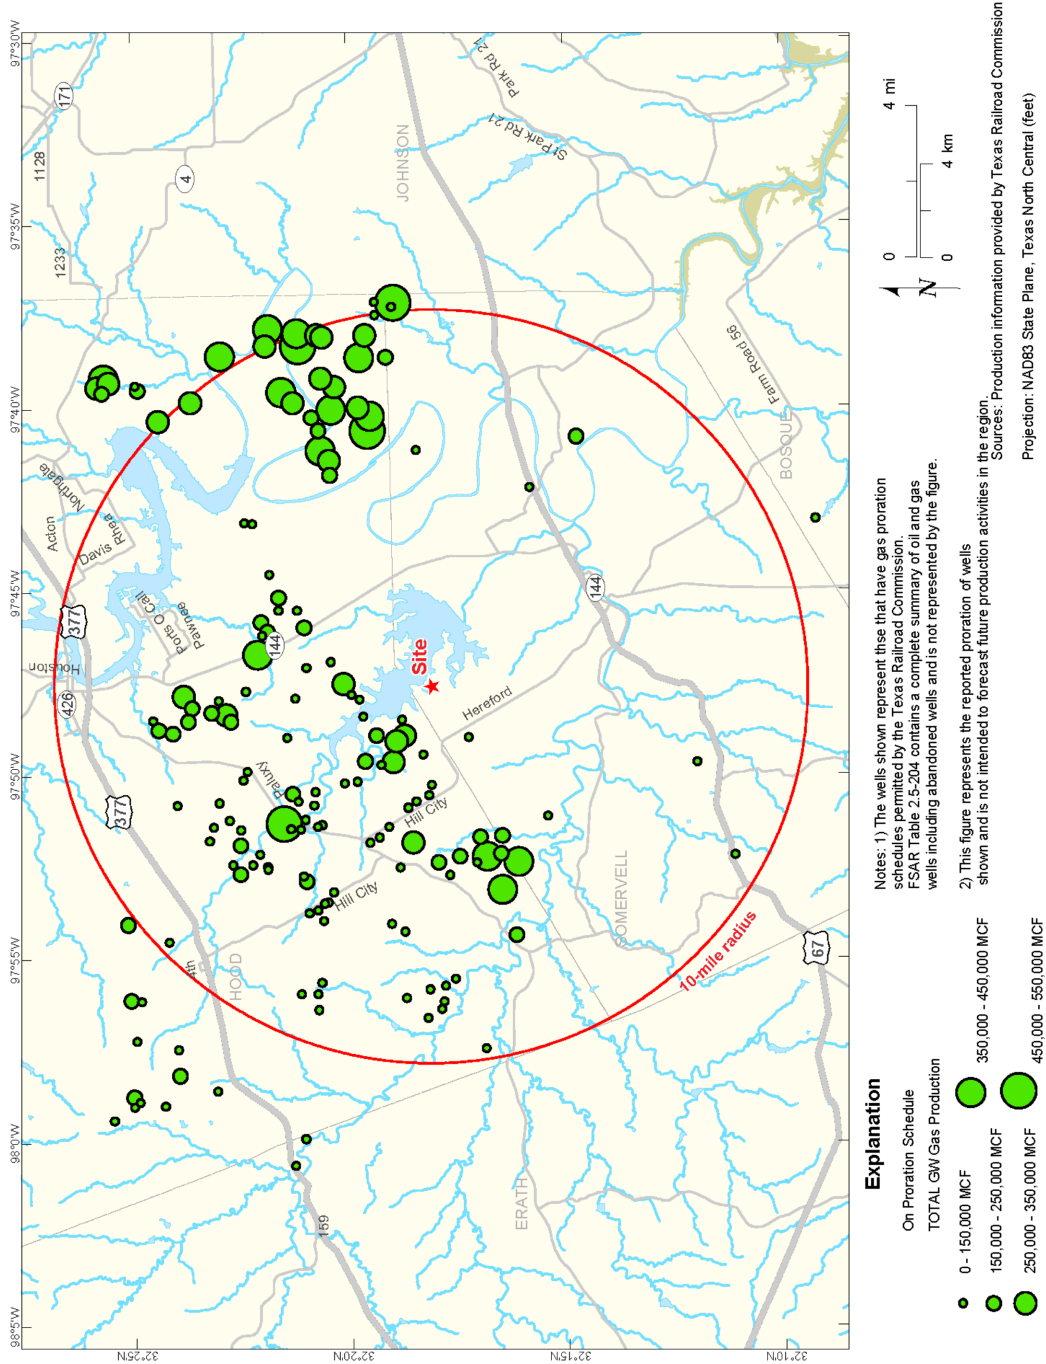 98°5'W
98°0'W
97°55'W
97°50'W
97°45'W
97°40'W
97°35'W
97°30'W
32°25'N
32°20'N
32°15'N
32°10'N
1233
1128
171
4
Acton
Northgate
Davis
Rhea
Ports O Call
Pawnee
Houston
377
426
377
4th
HOOD
144
Paluxy
Hill City
Hill City
Hereford
Site
JOHNSON
Park Rd 21
St Park Rd 21
Farm Road 56
BOSQUE
144
SOMERVELL
ERATH
159
67
10-mile radius
Explanation
On Proration Schedule
TOTAL GW Gas Production
0 - 150,000 MCF
150,000 - 250,000 MCF
250,000 - 350,000 MCF
350,000 - 450,000 MCF
450,000 - 550,000 MCF
Notes: 1) The wells shown represent those that have gas proration
schedules permitted by the Texas Railroad Commission.
FSAR Table 2.5-204 contains a complete summary of oil and gas
wells including abandoned wells and is not represented by the figure.
2) This figure represents the reported proration of wells
shown and is not intended to forecast future production activities in the region.
N
0
4 mi
0
4 km
Sources: Production information provided by Texas Railroad Commission
Projection: NAD83 State Plane, Texas North Central (feet)